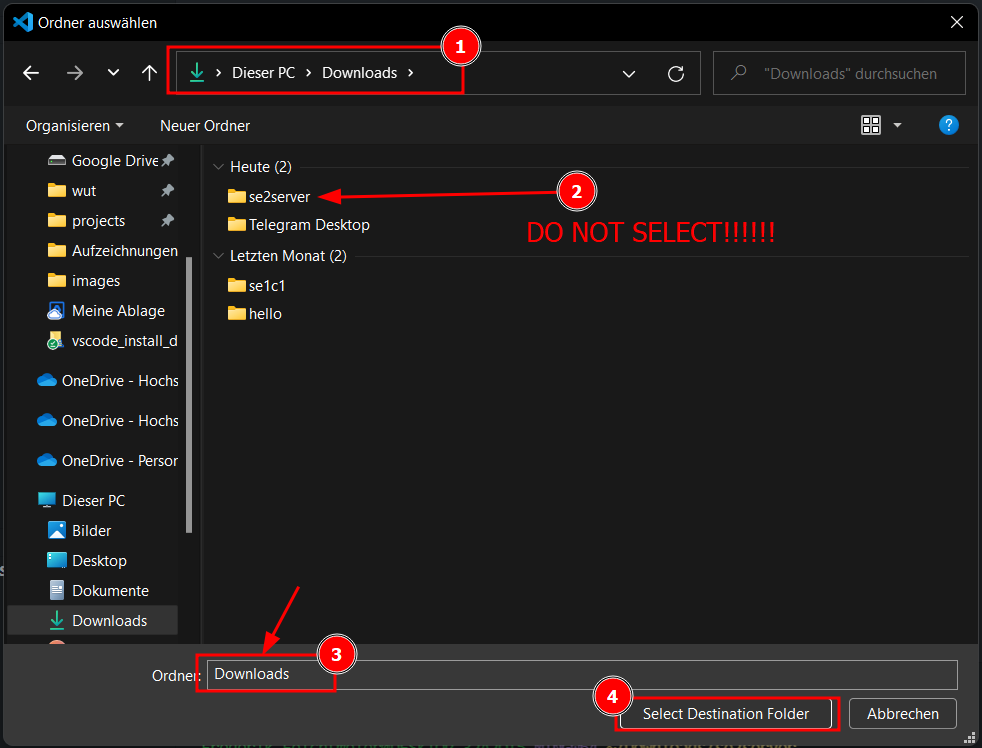 Ordner auswählen
1
Dieser PC > Downloads >
"Downloads" durchsuchen
Organisieren
Neuer Ordner
?
Google Drive
Heute (2)
wut
se2server
2
projects
Telegram Desktop
DO NOT SELECT!!!!!!
Aufzeichnungen
Letzten Monat (2)
images
se1c1
Meine Ablage
hello
vscode_install_d
OneDrive - Hochs
OneDrive - Hochs
OneDrive - Person
Dieser PC
Bilder
Desktop
Dokumente
Downloads
3
Ordner:
Downloads
4
Select Destination Folder
Abbrechen